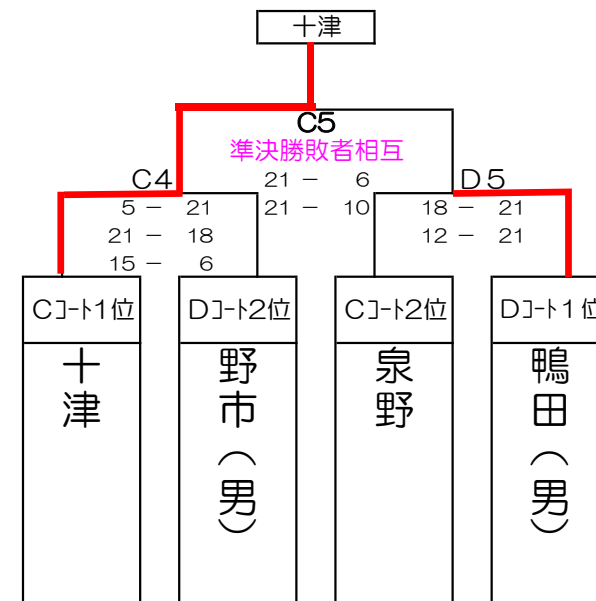 十津
C5
準決勝敗者相互
C4
21 － 6
D5
5 － 21
21 － 10
18 － 21
21 － 18
12 － 21
15 － 6
Cｺｰﾄ1位
Dｺｰﾄ2位
Cｺｰﾄ2位
Dｺｰﾄ1位
十津
野市（男）
泉野
鴨田（男）